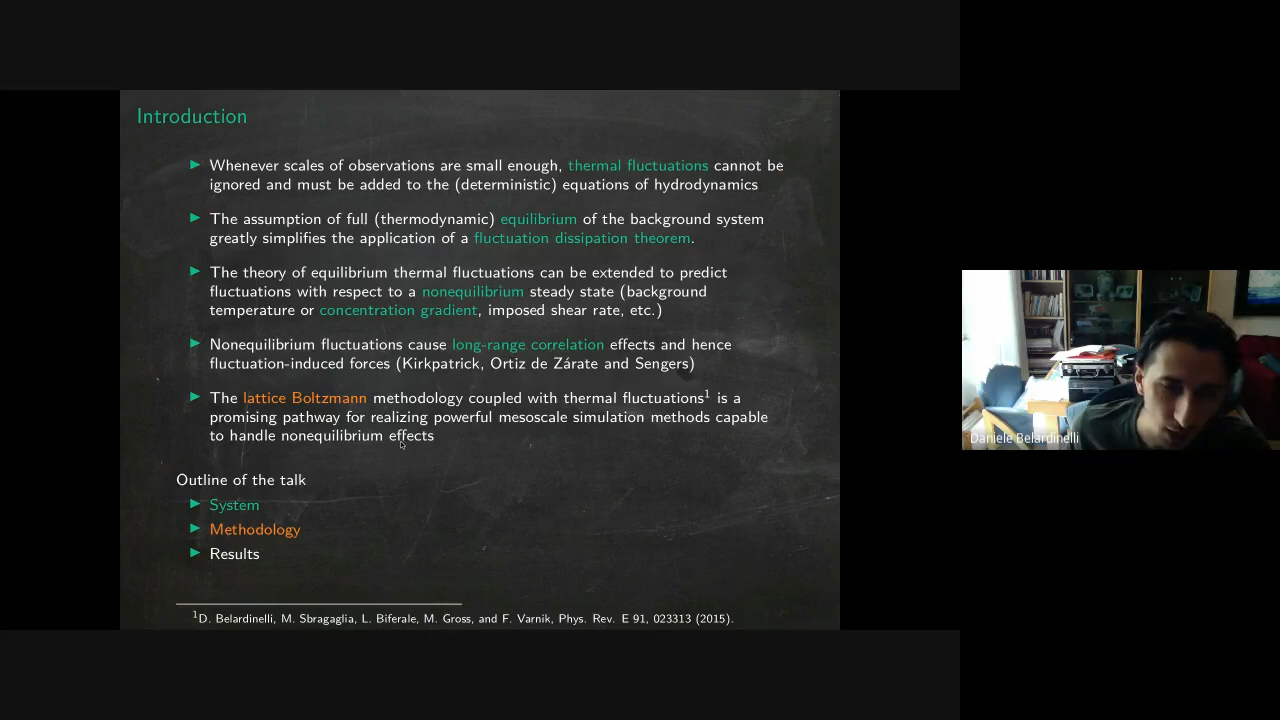 Introduction
Whenever scales of observations are small enough, thermal fluctuations cannot be
ignored and must be added to the (deterministic) equations of hydrodynamics
The assumption of full (thermodynamic) equilibrium of the background system
greatly simplifies the application of a fluctuation dissipation theorem.
The theory of equilibrium thermal fluctuations can be extended to predict
fluctuations with respect to a nonequilibrium steady state (background
temperature or concentration gradient, imposed shear rate, etc.)
Nonequilibrium fluctuations cause long-range correlation effects and hence
fluctuation-induced forces (Kirkpatrick, Ortiz de Zárate and Sengers)
The lattice Boltzmann methodology coupled with thermal fluctuations¹ is a
promising pathway for realizing powerful mesoscale simulation methods capable
to handle nonequilibrium effects
Outline of the talk
System
Methodology
Results
¹D. Belardinelli, M. Sbragaglia, L. Biferale, M. Gross, and F. Varnik, Phys. Rev. E 91, 023313 (2015).
Daniele Belardinelli